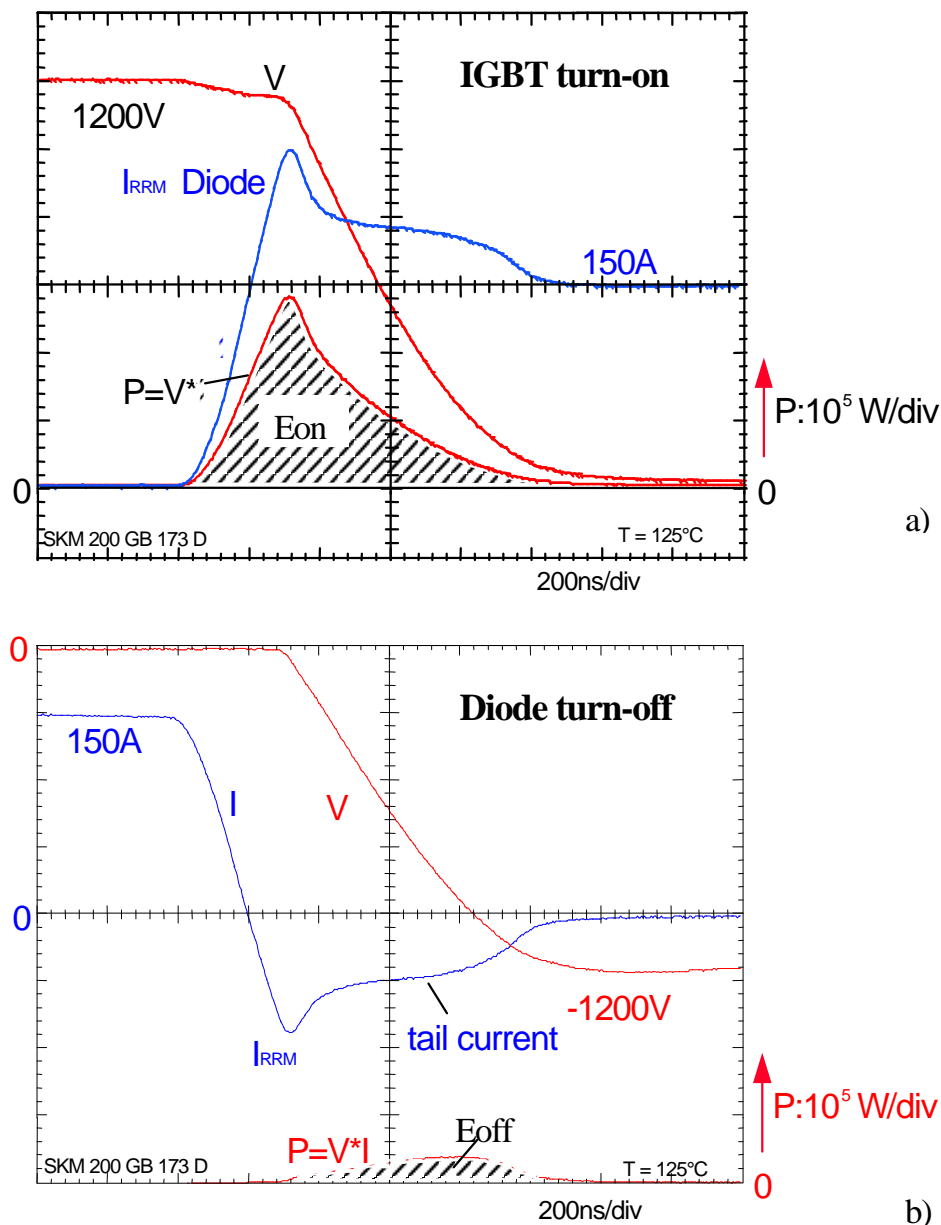 IGBT turn-on
V
1200V
IRRM Diode
150A
P=V*
Eon
P:10⁵ W/div
0
0
SKM 200 GB 173 D
T = 125°C
a)
200ns/div
0
Diode turn-off
150A
I
V
0
-1200V
tail current
IRRM
P:10⁵ W/div
Eoff
P=V*I
SKM 200 GB 173 D
T = 125°C
0
200ns/div
b)